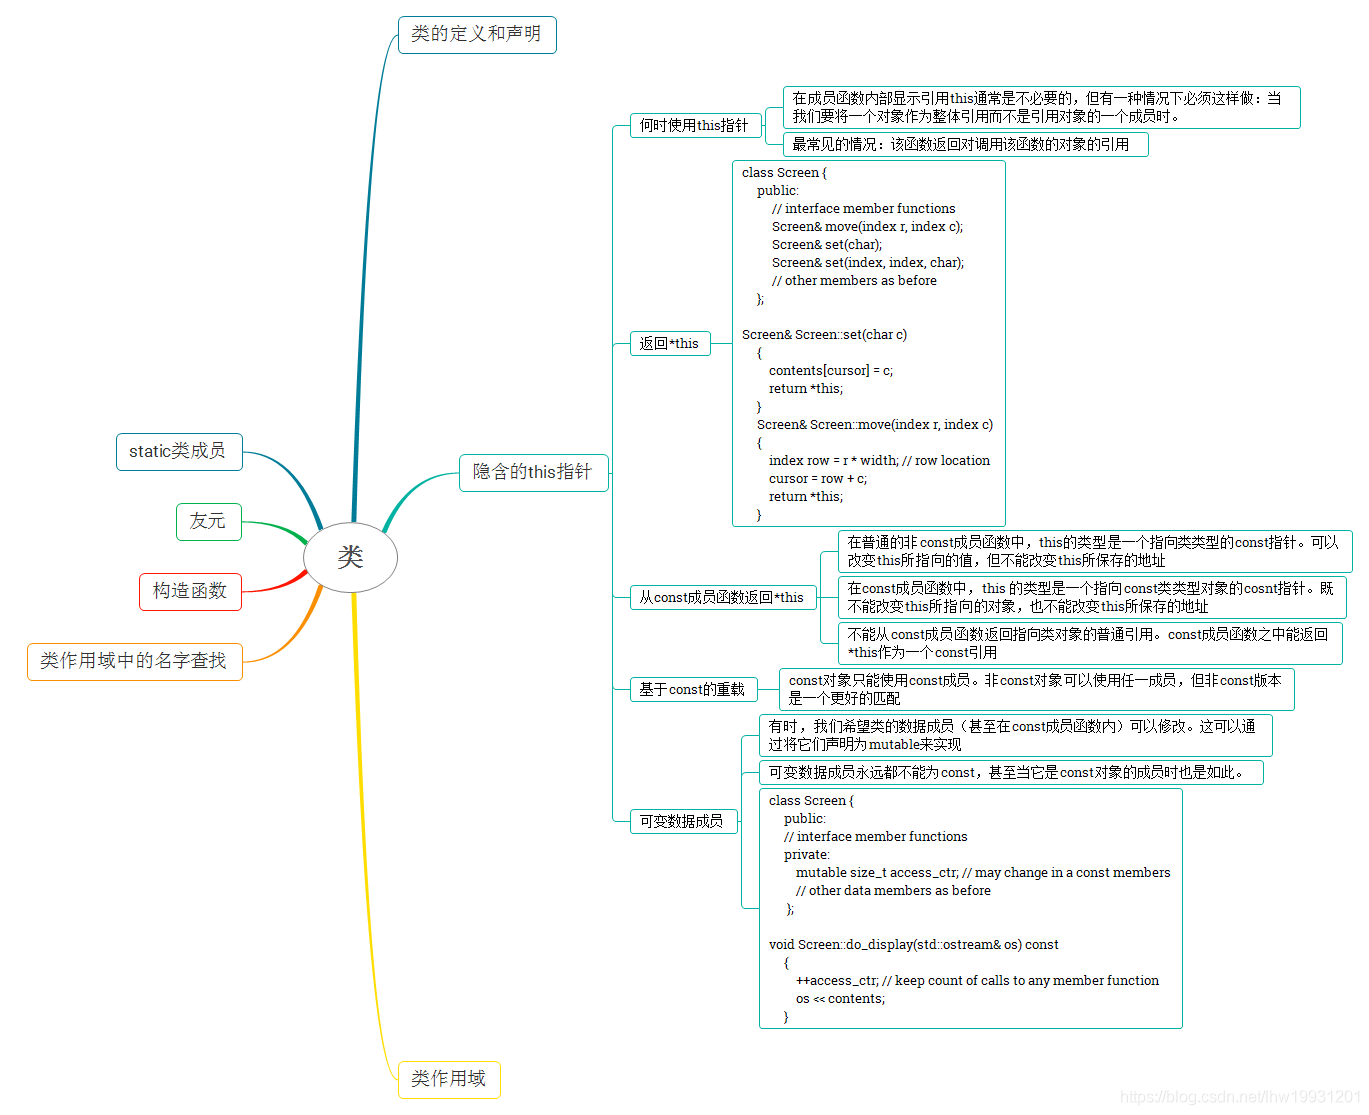 类的定义和声明
何时使用this指针
在成员函数内部显示引用this通常是不必要的，但有一种情况下必须这样做：当
我们要将一个对象作为整体引用而不是引用对象的一个成员时。
最常见的情况：该函数返回对调用该函数的对象的引用
返回*this
class Screen {
public:
// interface member functions
Screen& move(index r, index c);
Screen& set(char);
Screen& set(index, index, char);
// other members as before
};
Screen& Screen::set(char c)
{
contents[cursor] = c;
return *this;
}
Screen& Screen::move(index r, index c)
{
index row = r * width; // row location
cursor = row + c;
return *this;
}
隐含的this指针
从const成员函数返回*this
在普通的非 const成员函数中，this的类型是一个指向类类型的const指针。可以
改变this所指向的值，但不能改变this所保存的地址
在const成员函数中，this 的类型是一个指向const类类型对象的cosnt指针。既
不能改变this所指向的对象，也不能改变this所保存的地址
不能从const成员函数返回指向类对象的普通引用。const成员函数之中能返回
*this作为一个const引用
基于const的重载
const对象只能使用const成员。非const对象可以使用任一成员，但非const版本
是一个更好的匹配
可变数据成员
有时，我们希望类的数据成员（甚至在const成员函数内）可以修改。这可以通
过将它们声明为mutable来实现
可变数据成员永远都不能为const，甚至当它是const对象的成员时也是如此。
class Screen {
public:
// interface member functions
private:
mutable size_t access_ctr; // may change in a const members
// other data members as before
};
void Screen::do_display(std::ostream& os) const
{
++access_ctr; // keep count of calls to any member function
os << contents;
}
static类成员
友元
类
构造函数
类作用域中的名字查找
类作用域
https://blog.csdn.net/lhw19931201